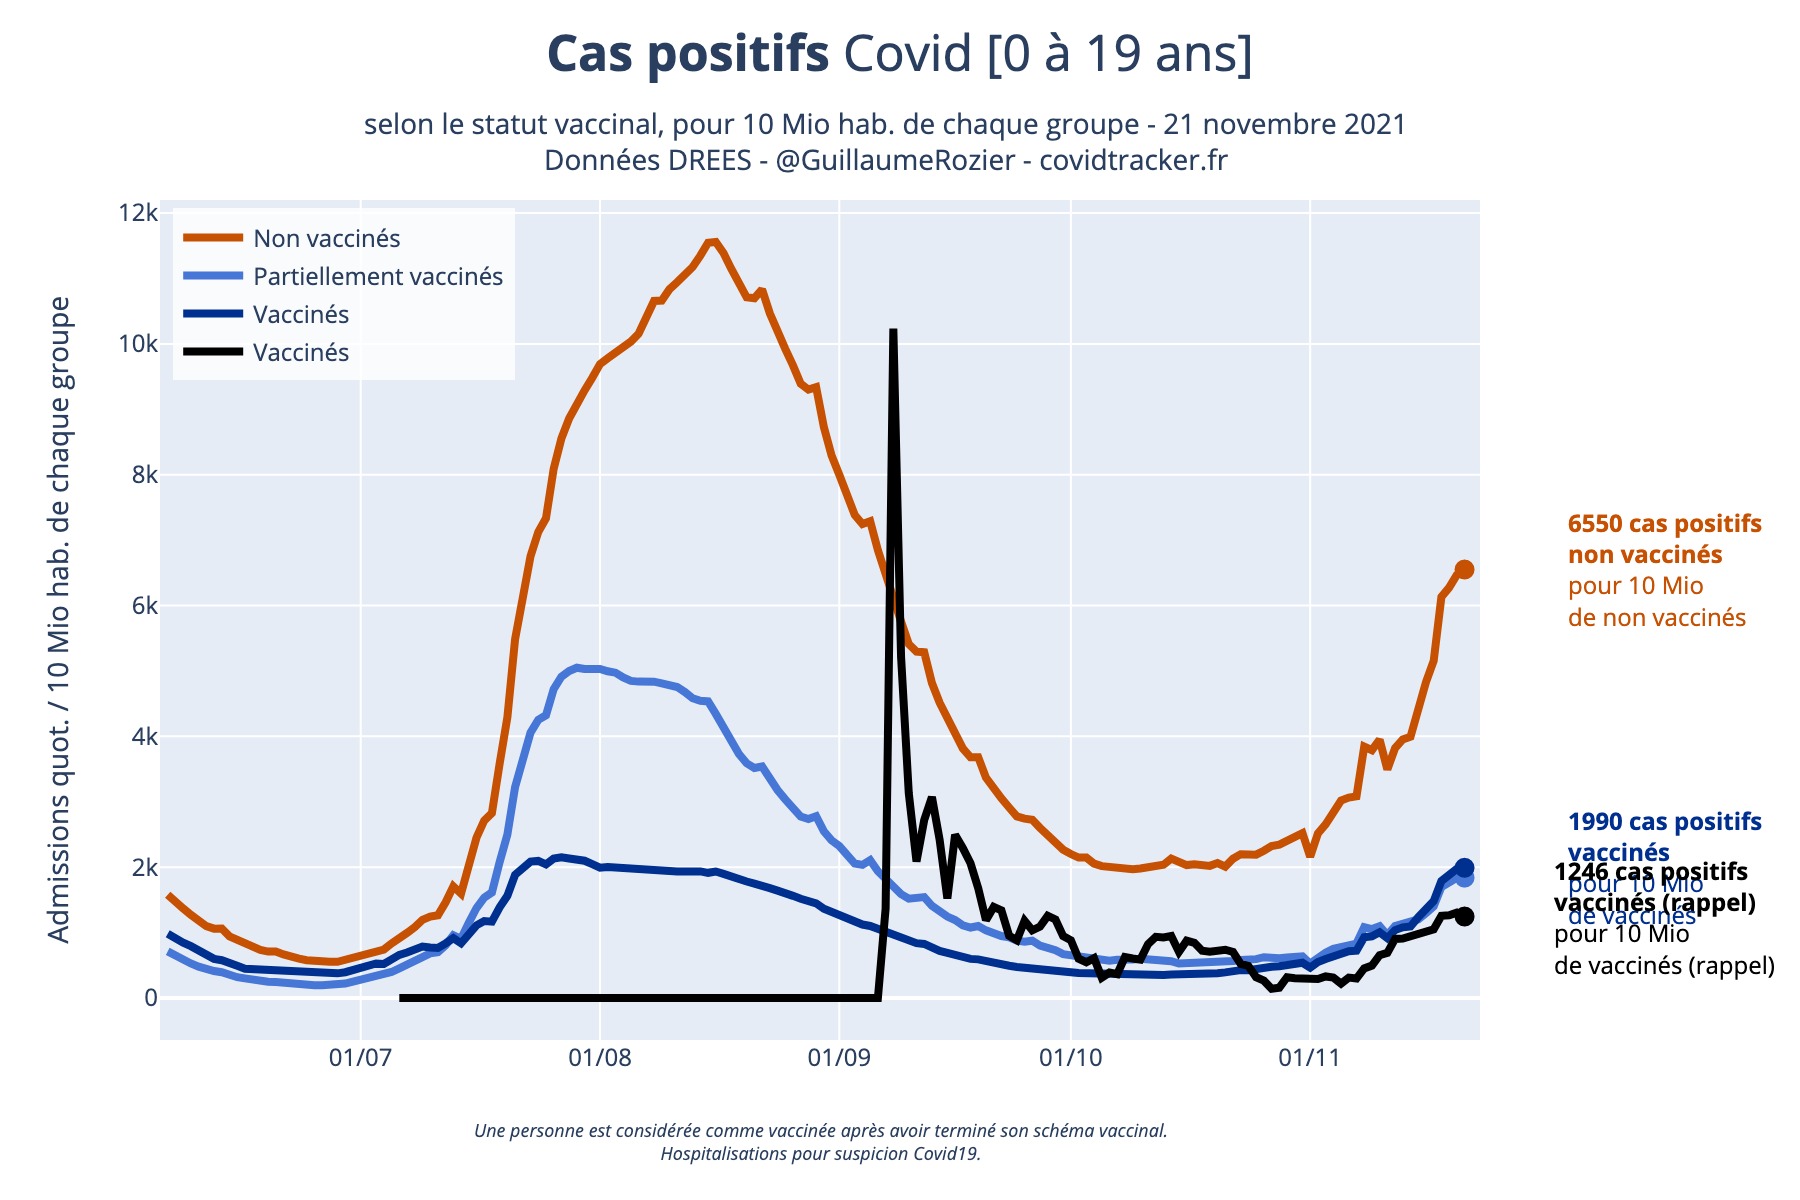 Cas positifs Covid [0 à 19 ans]
selon le statut vaccinal, pour 10 Mio hab. de chaque groupe - 21 novembre 2021
Données DREES - @GuillaumeRozier - covidtracker.fr
Admissions quot. / 10 Mio hab. de chaque groupe
12k
10k
8k
6k
4k
2k
0
Non vaccinés
Partiellement vaccinés
Vaccinés
Vaccinés
01/07
01/08
01/09
01/10
01/11
6550 cas positifs
non vaccinés
pour 10 Mio
de non vaccinés
1990 cas positifs
vaccinés
pour 10 Mio
de vaccinés
1246 cas positifs
vaccinés (rappel)
pour 10 Mio
de vaccinés (rappel)
Une personne est considérée comme vaccinée après avoir terminé son schéma vaccinal.
Hospitalisations pour suspicion Covid19.